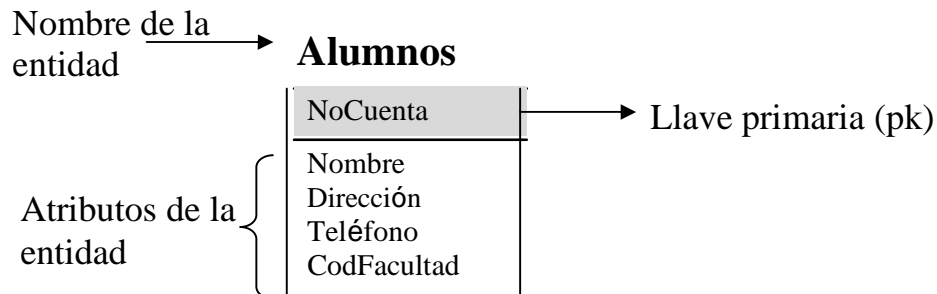 Nombre de la
entidad
Alumnos
NoCuenta
Llave primaria (pk)
Nombre
Dirección
Teléfono
CodFacultad
Atributos de la
entidad